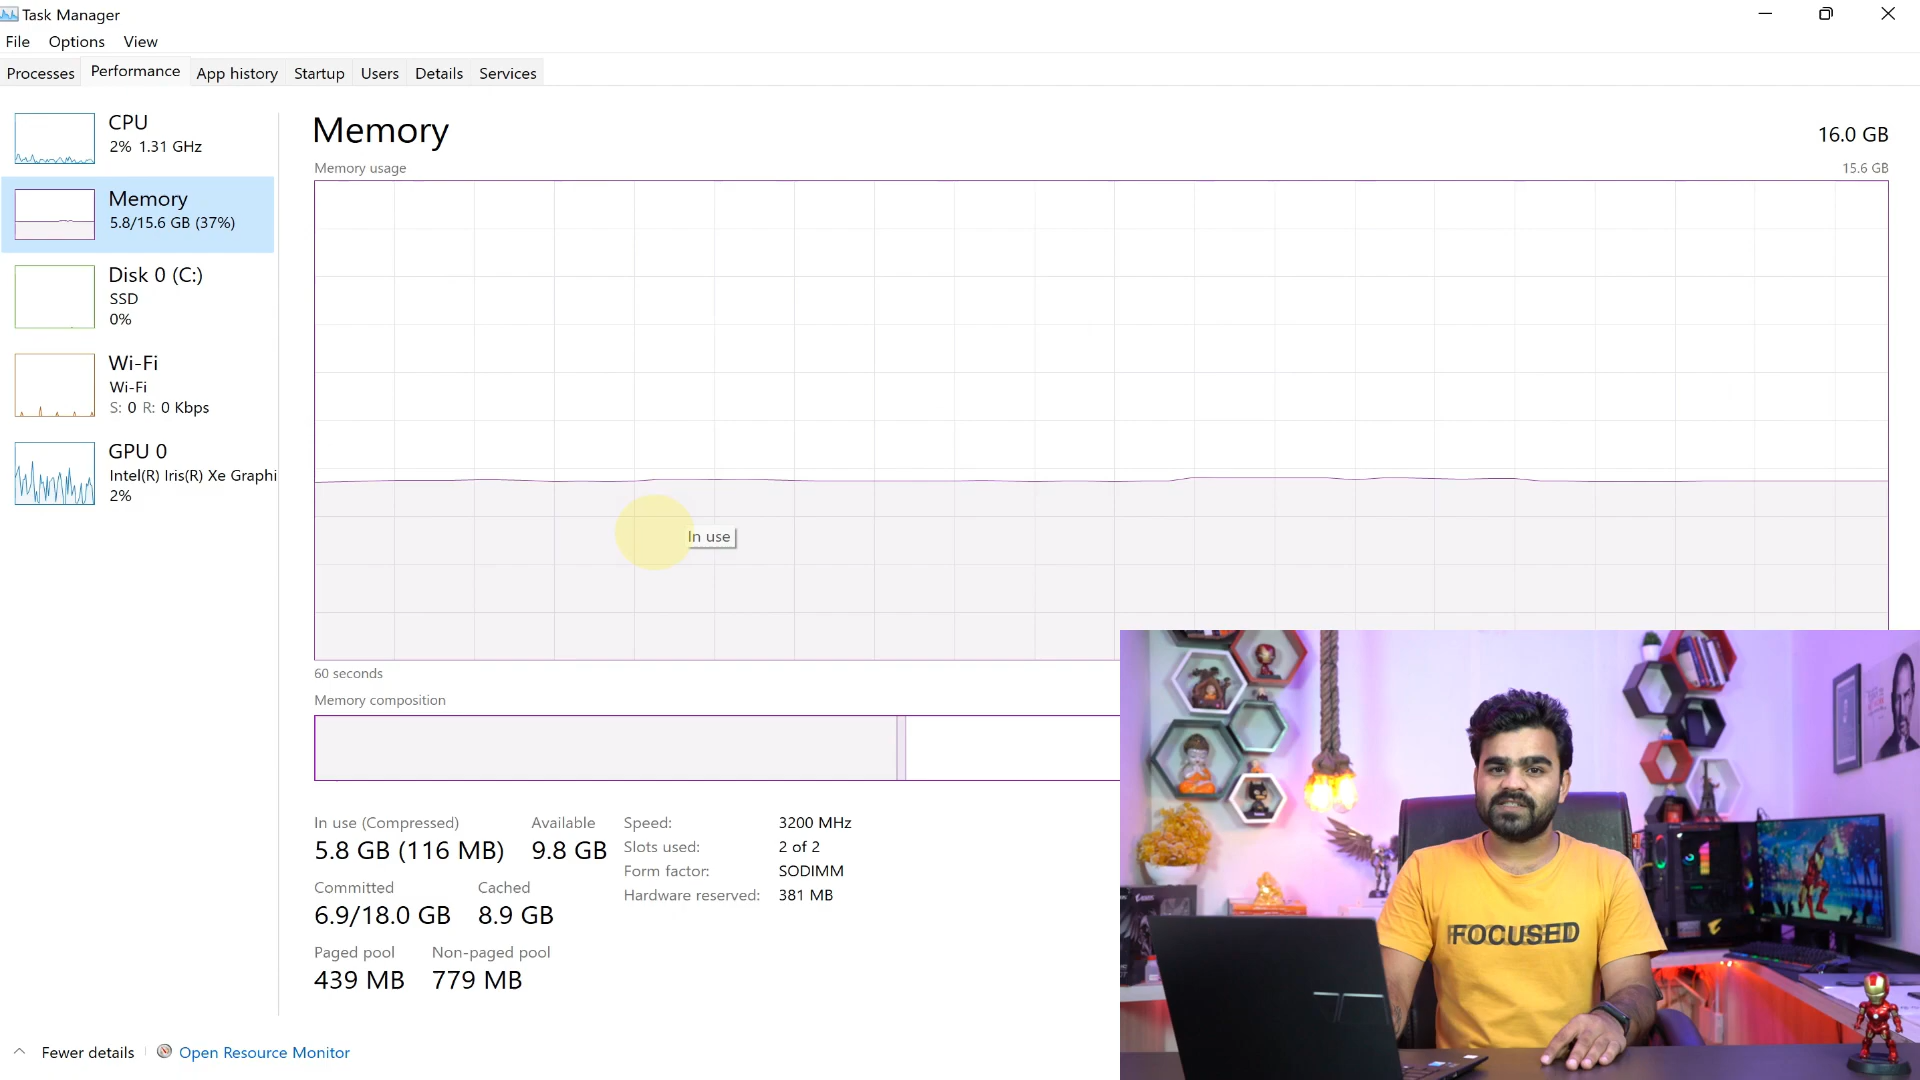 Task Manager
File Options View
Processes Performance App history Startup Users Details Services
CPU
2% 1.31 GHz
Memory
5.8/15.6 GB (37%)
Disk 0 (C:)
SSD
0%
Wi-Fi
Wi-Fi
S: 0 R: 0 Kbps
GPU 0
Intel(R) Iris(R) Xe Graphi
2%
Memory 16.0 GB
Memory usage 15.6 GB
In use
60 seconds
Memory composition
In use (Compressed) Available Speed: 3200 MHz
5.8 GB (116 MB) 9.8 GB Slots used: 2 of 2
Form factor: SODIMM
Committed Cached Hardware reserved: 381 MB
6.9/18.0 GB 8.9 GB
Paged pool Non-paged pool
439 MB 779 MB
Fewer details Open Resource Monitor
FOCUSED